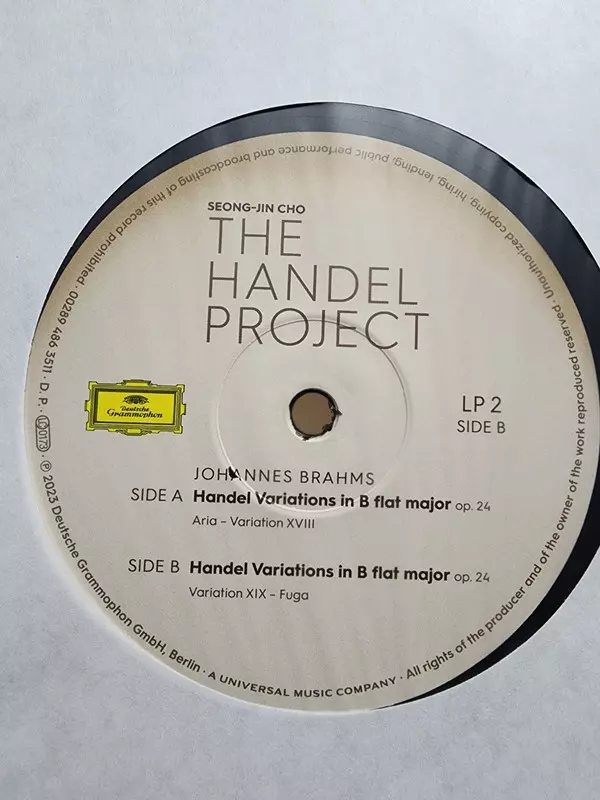 SEONG-JIN CHO
THE
HANDEL
PROJECT
Deutsche
Grammophon
LP 2
SIDE B
JOHANNES BRAHMS
SIDE A Handel Variations in B flat major op. 24
Aria – Variation XVIII
SIDE B Handel Variations in B flat major op. 24
Variation XIX – Fuga
℗ 2023 Deutsche Grammophon GmbH, Berlin · A UNIVERSAL MUSIC COMPANY · All rights of the producer and of the owner of the work reproduced reserved · Unauthorized copying, hiring, lending, public performance and broadcasting of this record prohibited · 00289 486 3511 · D. P. · LC 0173 ·